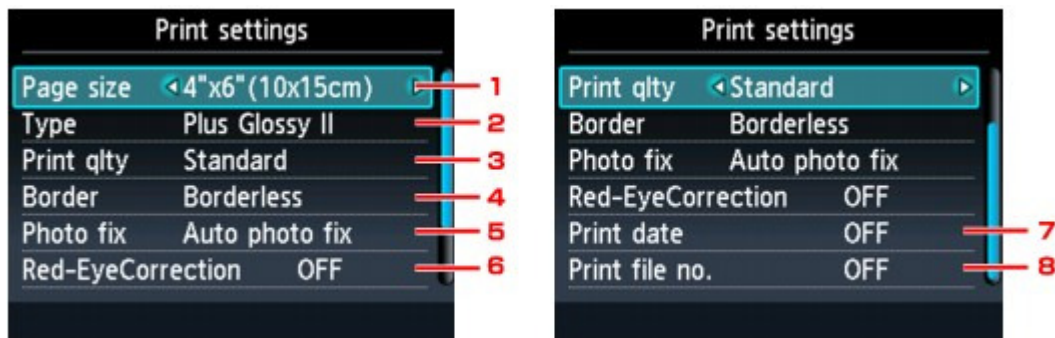 Print settings
Page size 4"x6"(10x15cm) 1
Type Plus Glossy II 2
Print qlty Standard 3
Border Borderless 4
Photo fix Auto photo fix 5
Red-EyeCorrection OFF 6
Print settings
Print qlty Standard
Border Borderless
Photo fix Auto photo fix
Red-EyeCorrection OFF
Print date OFF 7
Print file no. OFF 8